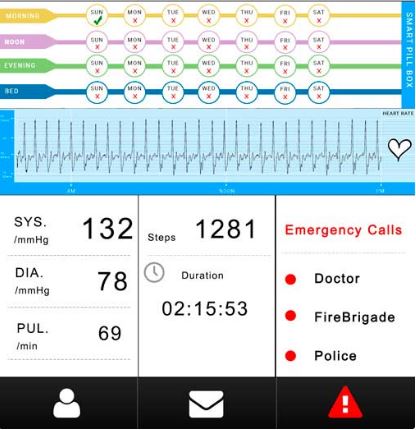 MORNING SUN MON TUE WED THU FRI SAT
NOON SUN MON TUE WED THU FRI SAT
EVENING SUN MON TUE WED THU FRI SAT
BED SUN MON TUE WED THU FRI SAT
SMART PILL BOX
HEART RATE
AM NOON PM
SYS. 132
/mmHg
DIA. 78
/mmHg
PUL. 69
/min
Steps 1281
Duration
02:15:53
Emergency Calls
Doctor
FireBrigade
Police